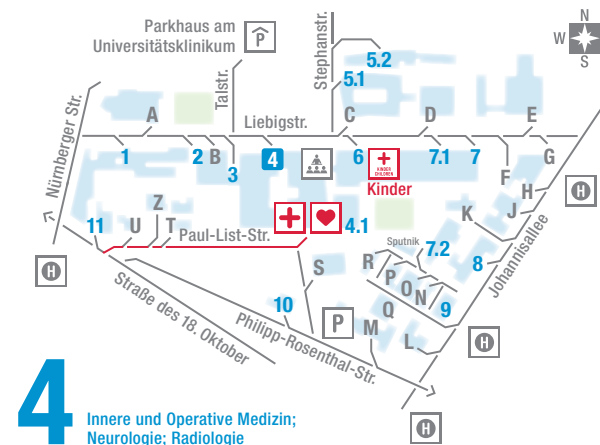 Parkhaus am
Universitätsklinikum
P
Stephanstr.
5.2
5.1
N
W
S
Talstr.
Nürnberger Str.
A
Liebigstr.
C
D
E
1
2
B
3
4
6
KINDER
CHILDREN
Kinder
7.1
7
F
G
H
H
J
K
Johannisallee
Z
11
U
T
Paul-List-Str.
4.1
Sputnik
7.2
8
H
S
R
P
O
N
9
Q
10
P
M
L
H
Straße des 18. Oktober
Philipp-Rosenthal-Str.
H
4
Innere und Operative Medizin;
Neurologie; Radiologie